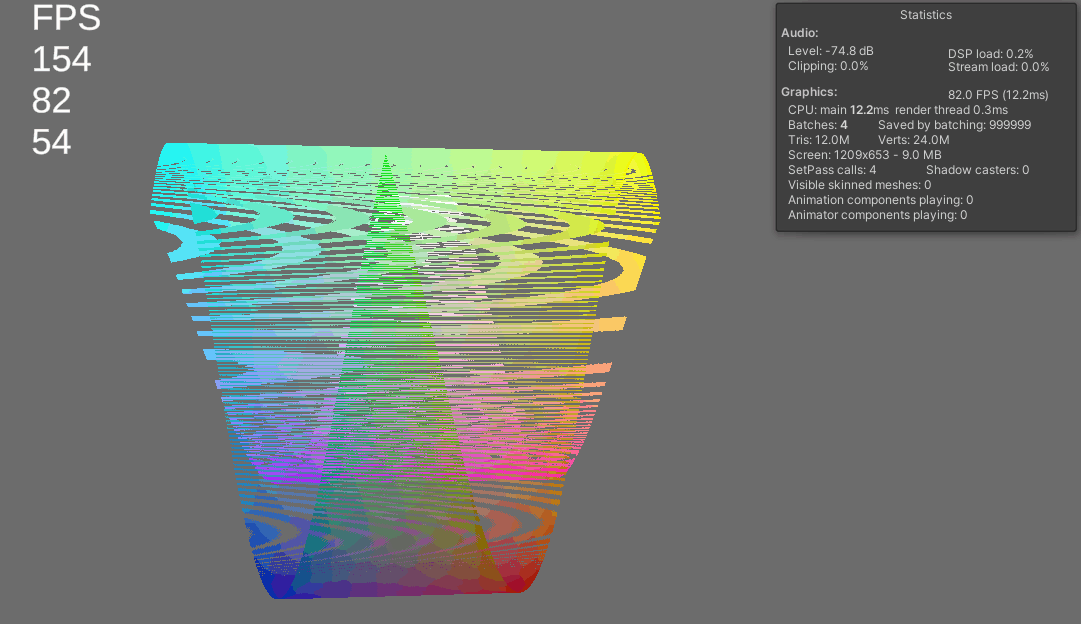 FPS
154
82
54
Statistics
Audio:
Level: -74.8 dB DSP load: 0.2%
Clipping: 0.0% Stream load: 0.0%
Graphics: 82.0 FPS (12.2ms)
CPU: main 12.2ms render thread 0.3ms
Batches: 4 Saved by batching: 999999
Tris: 12.0M Verts: 24.0M
Screen: 1209x653 - 9.0 MB
SetPass calls: 4 Shadow casters: 0
Visible skinned meshes: 0
Animation components playing: 0
Animator components playing: 0